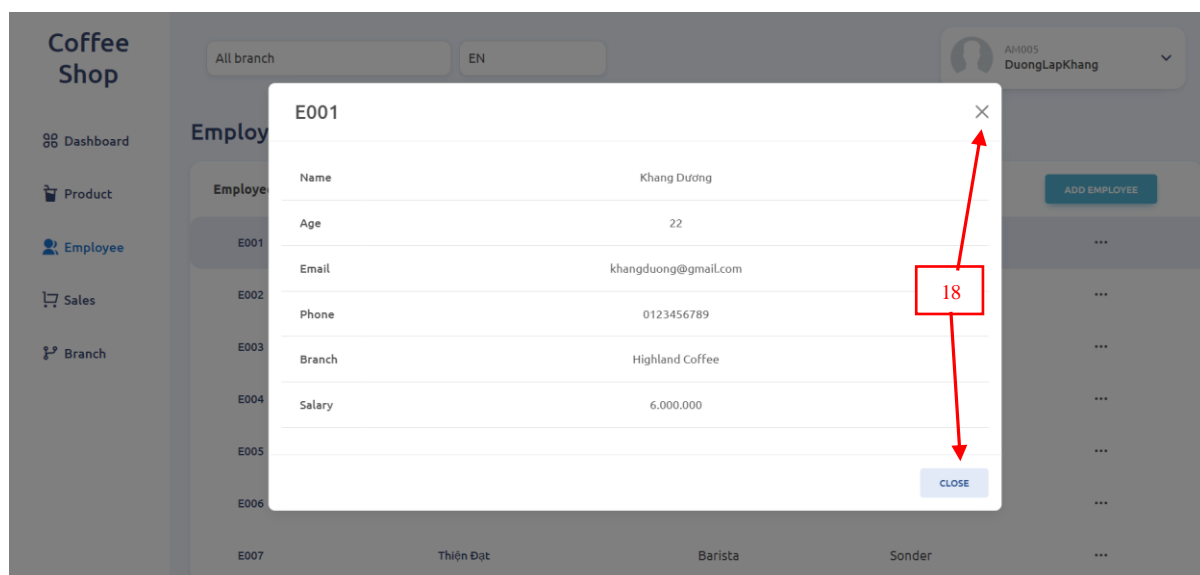 Coffee
Shop
All branch
EN
AM005
DuongLapKhang
Dashboard
Product
Employee
Sales
Branch
Employ
Employe
ADD EMPLOYEE
E001
Name Khang Dương
Age 22
Email khangduong@gmail.com
Phone 0123456789
Branch Highland Coffee
Salary 6.000.000
CLOSE
18
E001 ...
E002 ...
E003 ...
E004 ...
E005 ...
E006 ...
E007 Thiện Đạt Barista Sonder ...